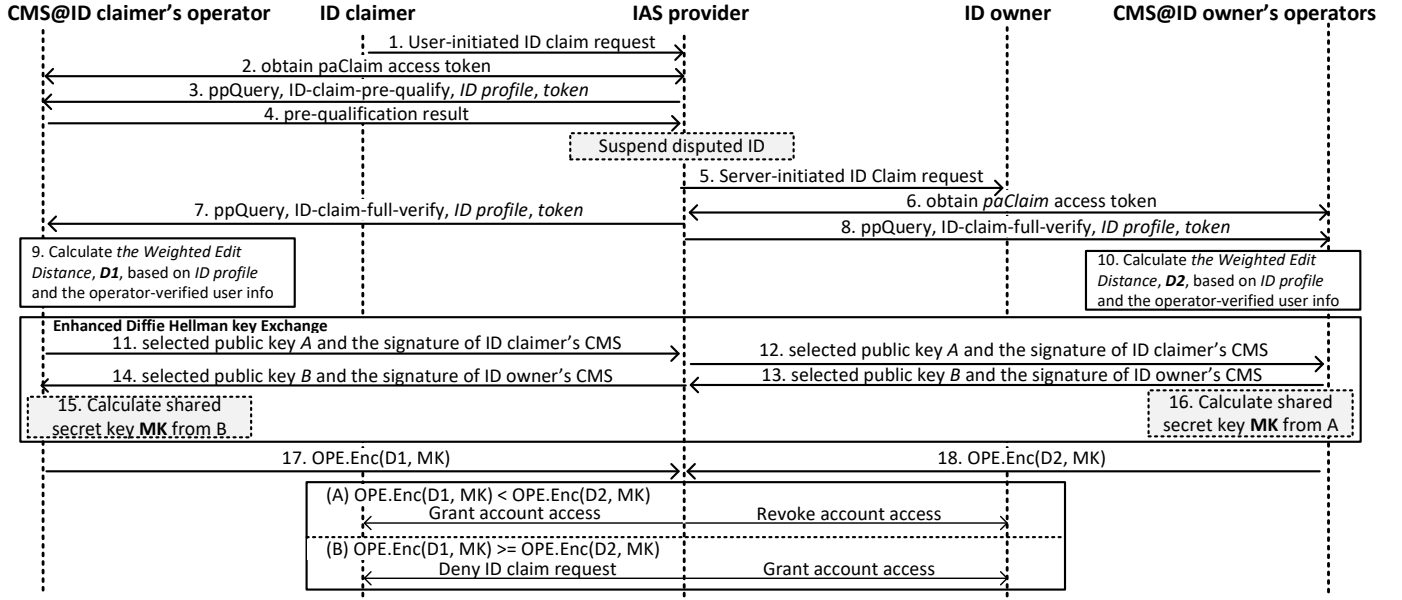 CMS@ID claimer's operator ID claimer IAS provider ID owner CMS@ID owner's operators
1. User-initiated ID claim request
2. obtain paClaim access token
3. ppQuery, ID-claim-pre-qualify, ID profile, token
4. pre-qualification result
Suspend disputed ID
5. Server-initiated ID Claim request
6. obtain paClaim access token
7. ppQuery, ID-claim-full-verify, ID profile, token
8. ppQuery, ID-claim-full-verify, ID profile, token
9. Calculate the Weighted Edit
Distance, D1, based on ID profile
and the operator-verified user info
10. Calculate the Weighted Edit
Distance, D2, based on ID profile
and the operator-verified user info
Enhanced Diffie Hellman key Exchange
11. selected public key A and the signature of ID claimer's CMS
12. selected public key A and the signature of ID claimer's CMS
14. selected public key B and the signature of ID owner's CMS
13. selected public key B and the signature of ID owner's CMS
15. Calculate shared
secret key MK from B
16. Calculate shared
secret key MK from A
17. OPE.Enc(D1, MK)
18. OPE.Enc(D2, MK)
(A) OPE.Enc(D1, MK) < OPE.Enc(D2, MK)
Grant account access Revoke account access
(B) OPE.Enc(D1, MK) >= OPE.Enc(D2, MK)
Deny ID claim request Grant account access